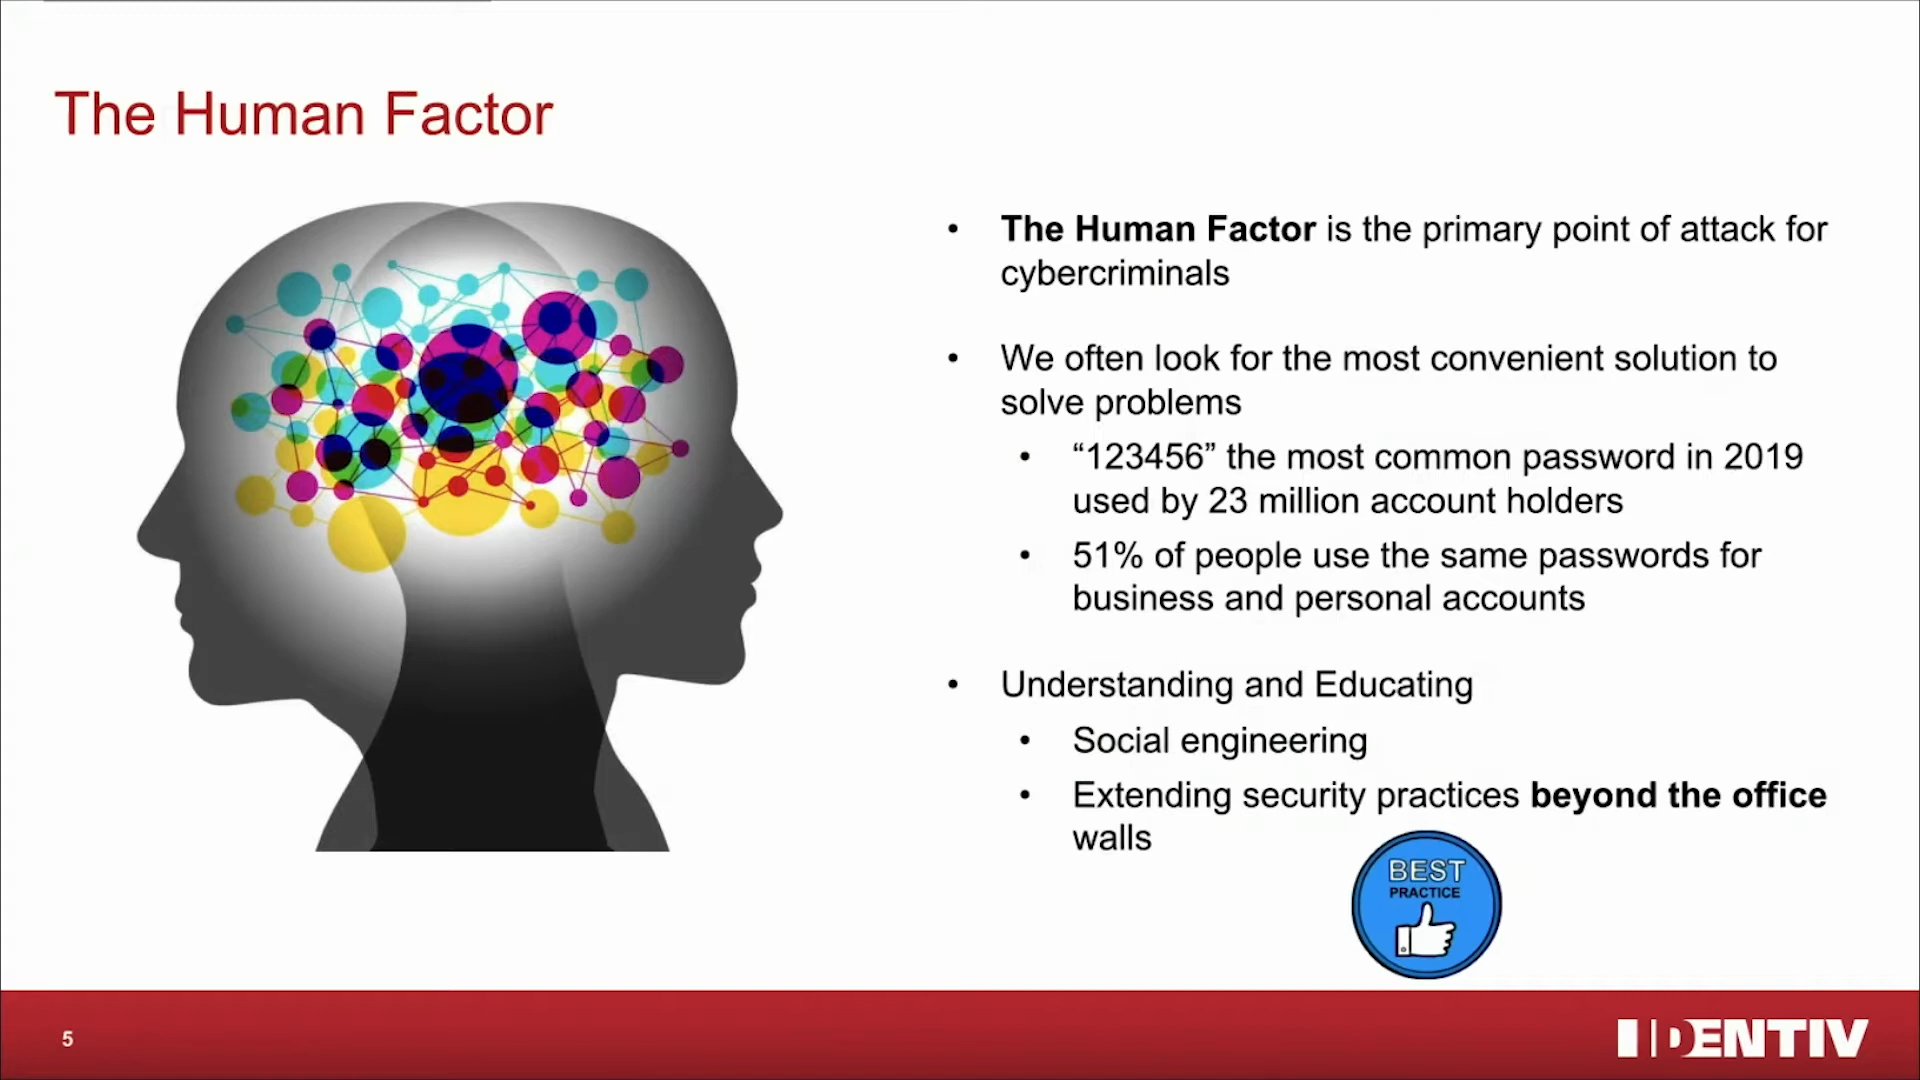 The Human Factor
• The Human Factor is the primary point of attack for
cybercriminals
• We often look for the most convenient solution to
solve problems
• “123456” the most common password in 2019
used by 23 million account holders
• 51% of people use the same passwords for
business and personal accounts
• Understanding and Educating
• Social engineering
• Extending security practices beyond the office
walls
BEST
PRACTICE
5
IDENTIV